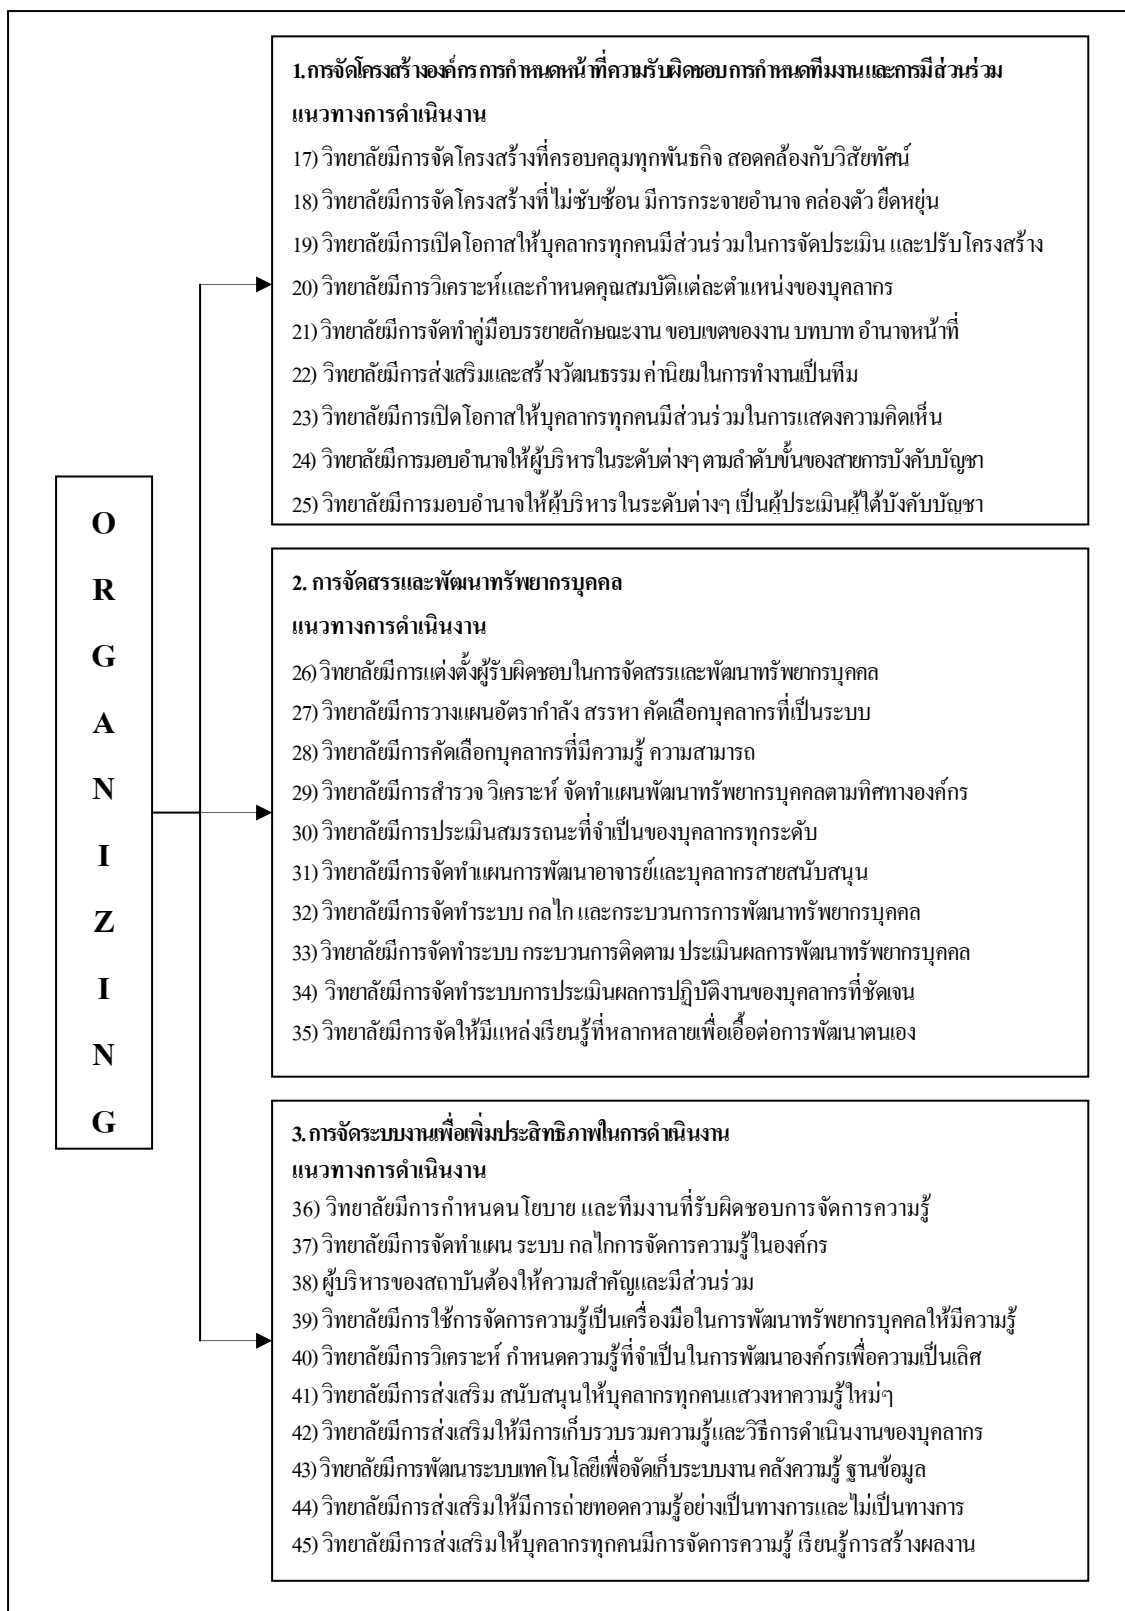 1. การจัดโครงสร้างองค์กร การกำหนดหน้าที่ความรับผิดชอบ การกำหนดทีมงาน และการมีส่วนร่วม
แนวทางการดำเนินงาน
17) วิทยาลัยมีการจัดโครงสร้างที่ครอบคลุมทุกพันธกิจ สอดคล้องกับวิสัยทัศน์
18) วิทยาลัยมีการจัดโครงสร้างที่ไม่ซับซ้อน มีการกระจายอำนาจ คล่องตัว ยืดหยุ่น
19) วิทยาลัยมีการเปิดโอกาสให้บุคลากรทุกคนมีส่วนร่วมในการจัดประเมิน และปรับโครงสร้าง
20) วิทยาลัยมีการวิเคราะห์และกำหนดคุณสมบัติแต่ละตำแหน่งของบุคลากร
21) วิทยาลัยมีการจัดทำคู่มือบรรยายลักษณะงาน ขอบเขตของงาน บทบาท อำนาจหน้าที่
22) วิทยาลัยมีการส่งเสริมและสร้างวัฒนธรรม ค่านิยมในการทำงานเป็นทีม
23) วิทยาลัยมีการเปิดโอกาสให้บุคลากรทุกคนมีส่วนร่วมในการแสดงความคิดเห็น
24) วิทยาลัยมีการมอบอำนาจให้ผู้บริหารในระดับต่างๆ ตามลำดับขั้นของสายการบังคับบัญชา
25) วิทยาลัยมีการมอบอำนาจให้ผู้บริหารในระดับต่างๆ เป็นผู้ประเมินผู้ใต้บังคับบัญชา
O
R
G
A
N
I
Z
I
N
G
2. การจัดสรรและพัฒนาทรัพยากรบุคคล
แนวทางการดำเนินงาน
26) วิทยาลัยมีการแต่งตั้งผู้รับผิดชอบในการจัดสรรและพัฒนาทรัพยากรบุคคล
27) วิทยาลัยมีการวางแผนอัตรากำลัง สรรหา คัดเลือกบุคลากรที่เป็นระบบ
28) วิทยาลัยมีการคัดเลือกบุคลากรที่มีความรู้ ความสามารถ
29) วิทยาลัยมีการสำรวจ วิเคราะห์ จัดทำแผนพัฒนาทรัพยากรบุคคลตามทิศทางองค์กร
30) วิทยาลัยมีการประเมินสมรรถนะที่จำเป็นของบุคลากรทุกระดับ
31) วิทยาลัยมีการจัดทำแผนการพัฒนาอาจารย์และบุคลากรสายสนับสนุน
32) วิทยาลัยมีการจัดทำระบบ กลไก และกระบวนการการพัฒนาทรัพยากรบุคคล
33) วิทยาลัยมีการจัดทำระบบ กระบวนการติดตาม ประเมินผลการพัฒนาทรัพยากรบุคคล
34) วิทยาลัยมีการจัดทำระบบการประเมินผลการปฏิบัติงานของบุคลากรที่ชัดเจน
35) วิทยาลัยมีการจัดให้มีแหล่งเรียนรู้ที่หลากหลายเพื่อเอื้อต่อการพัฒนาตนเอง
3. การจัดระบบงานเพื่อเพิ่มประสิทธิภาพในการดำเนินงาน
แนวทางการดำเนินงาน
36) วิทยาลัยมีการกำหนดนโยบาย และทีมงานที่รับผิดชอบการจัดการความรู้
37) วิทยาลัยมีการจัดทำแผน ระบบ กลไกการจัดการความรู้ในองค์กร
38) ผู้บริหารของสถาบันต้องให้ความสำคัญและมีส่วนร่วม
39) วิทยาลัยมีการใช้การจัดการความรู้เป็นเครื่องมือในการพัฒนาทรัพยากรบุคคลให้มีความรู้
40) วิทยาลัยมีการวิเคราะห์ กำหนดความรู้ที่จำเป็นในการพัฒนาองค์กรเพื่อความเป็นเลิศ
41) วิทยาลัยมีการส่งเสริม สนับสนุนให้บุคลากรทุกคนแสวงหาความรู้ใหม่ๆ
42) วิทยาลัยมีการส่งเสริมให้มีการเก็บรวบรวมความรู้และวิธีการดำเนินงานของบุคลากร
43) วิทยาลัยมีการพัฒนาระบบเทคโนโลยีเพื่อจัดเก็บระบบงาน คลังความรู้ ฐานข้อมูล
44) วิทยาลัยมีการส่งเสริมให้มีการถ่ายทอดความรู้อย่างเป็นทางการและไม่เป็นทางการ
45) วิทยาลัยมีการส่งเสริมให้บุคลากรทุกคนมีการจัดการความรู้ เรียนรู้การสร้างผลงาน